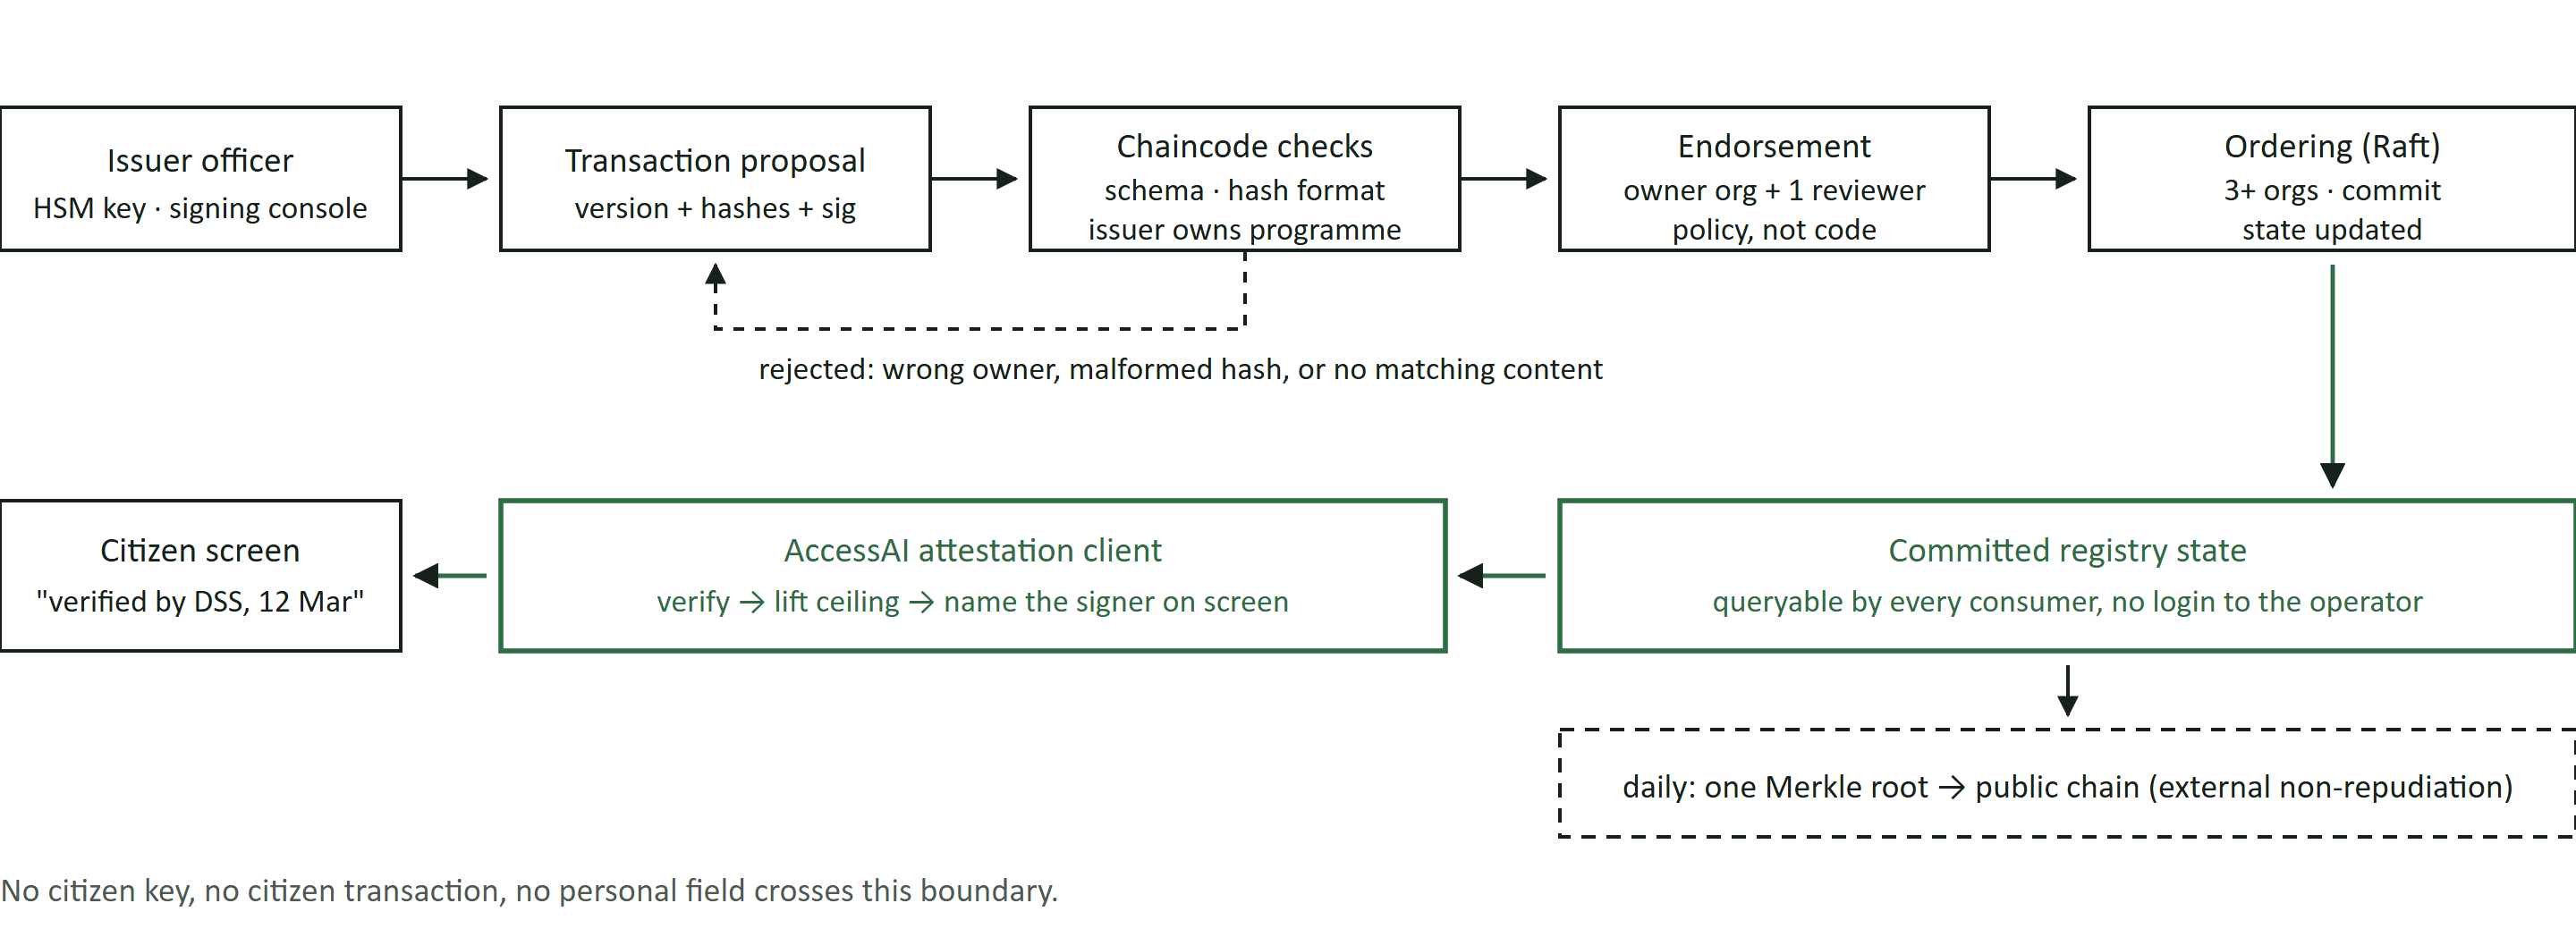 Issuer officer
HSM key · signing console
Transaction proposal
version + hashes + sig
Chaincode checks
schema · hash format
issuer owns programme
Endorsement
owner org + 1 reviewer
policy, not code
Ordering (Raft)
3+ orgs · commit
state updated
rejected: wrong owner, malformed hash, or no matching content
Citizen screen
"verified by DSS, 12 Mar"
AccessAI attestation client
verify → lift ceiling → name the signer on screen
Committed registry state
queryable by every consumer, no login to the operator
daily: one Merkle root → public chain (external non-repudiation)
No citizen key, no citizen transaction, no personal field crosses this boundary.